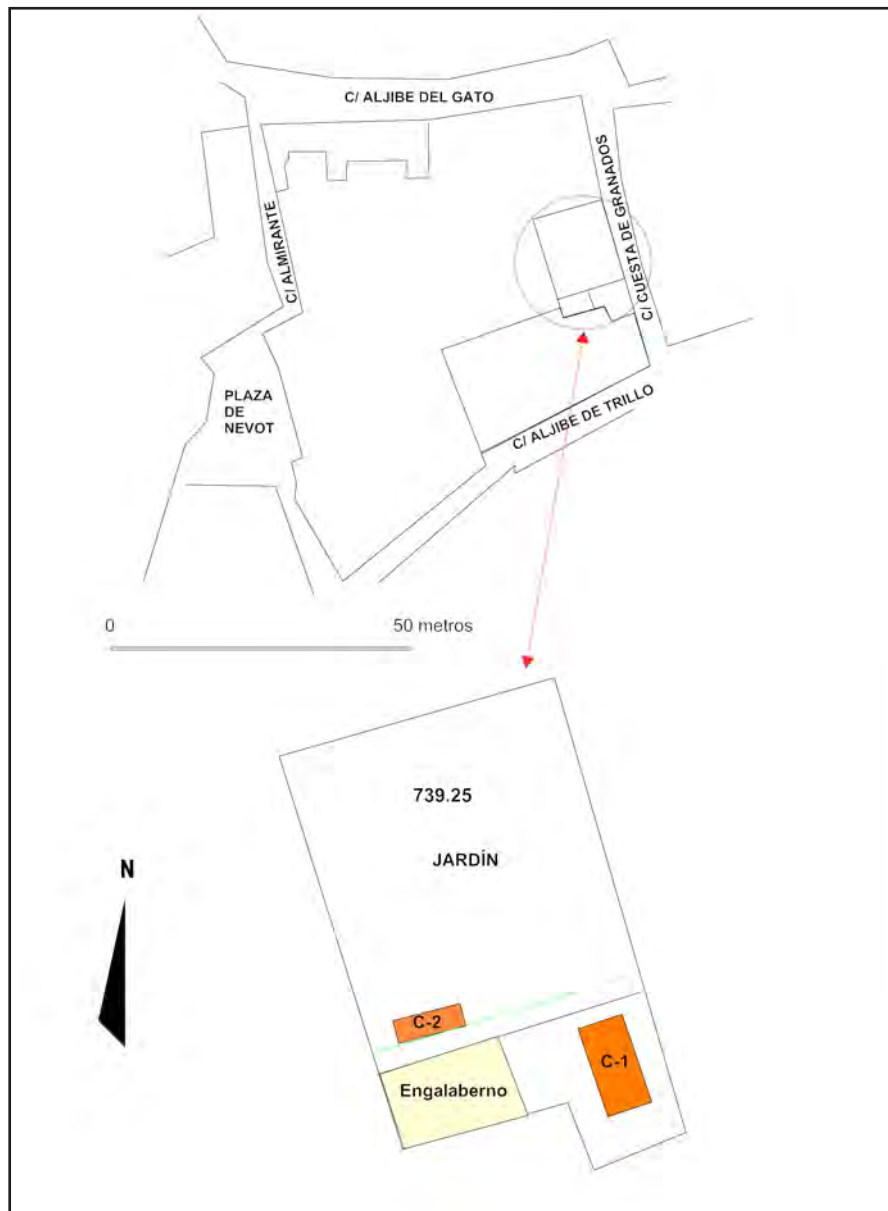 C/ ALJIBE DEL GATO
C/ ALMIRANTE
C/ CUESTA DE GRANADOS
PLAZA
DE
NEVOT
C/ ALJIBE DE TRILLO
0 50 metros
739.25
JARDÍN
N
C-2
C-1
Engalaberno